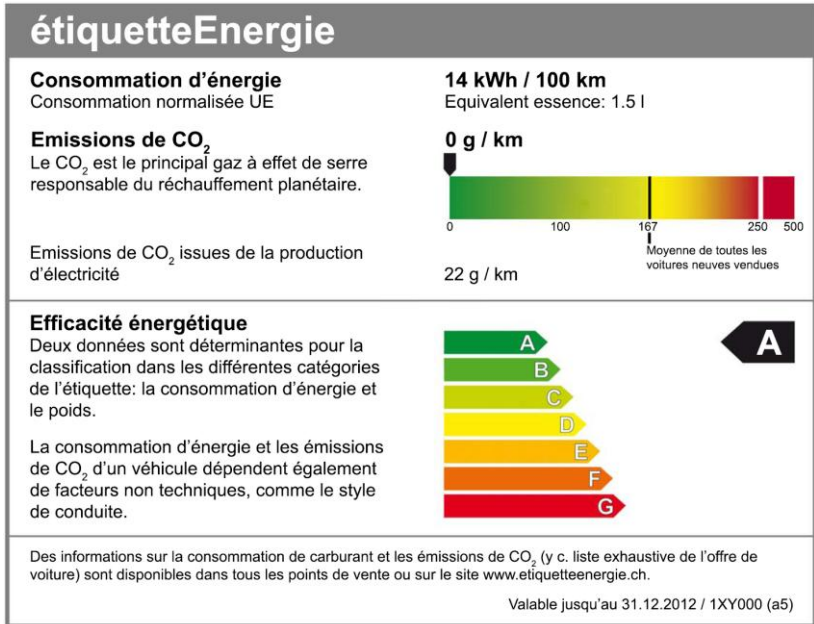 étiquetteEnergie
Consommation d’énergie
Consommation normalisée UE
14 kWh / 100 km
Equivalent essence: 1.5 l
Emissions de CO₂
Le CO₂ est le principal gaz à effet de serre
responsable du réchauffement planétaire.
0 g / km
0 100 167 250 500
Moyenne de toutes les
voitures neuves vendues
Emissions de CO₂ issues de la production
d’électricité
22 g / km
Efficacité énergétique
Deux données sont déterminantes pour la
classification dans les différentes catégories
de l’étiquette: la consommation d’énergie et
le poids.
La consommation d’énergie et les émissions
de CO₂ d’un véhicule dépendent également
de facteurs non techniques, comme le style
de conduite.
A
B
C
D
E
F
G
A
Des informations sur la consommation de carburant et les émissions de CO₂ (y c. liste exhaustive de l’offre de
voiture) sont disponibles dans tous les points de vente ou sur le site www.etiquetteenergie.ch.
Valable jusqu’au 31.12.2012 / 1XY000 (a5)